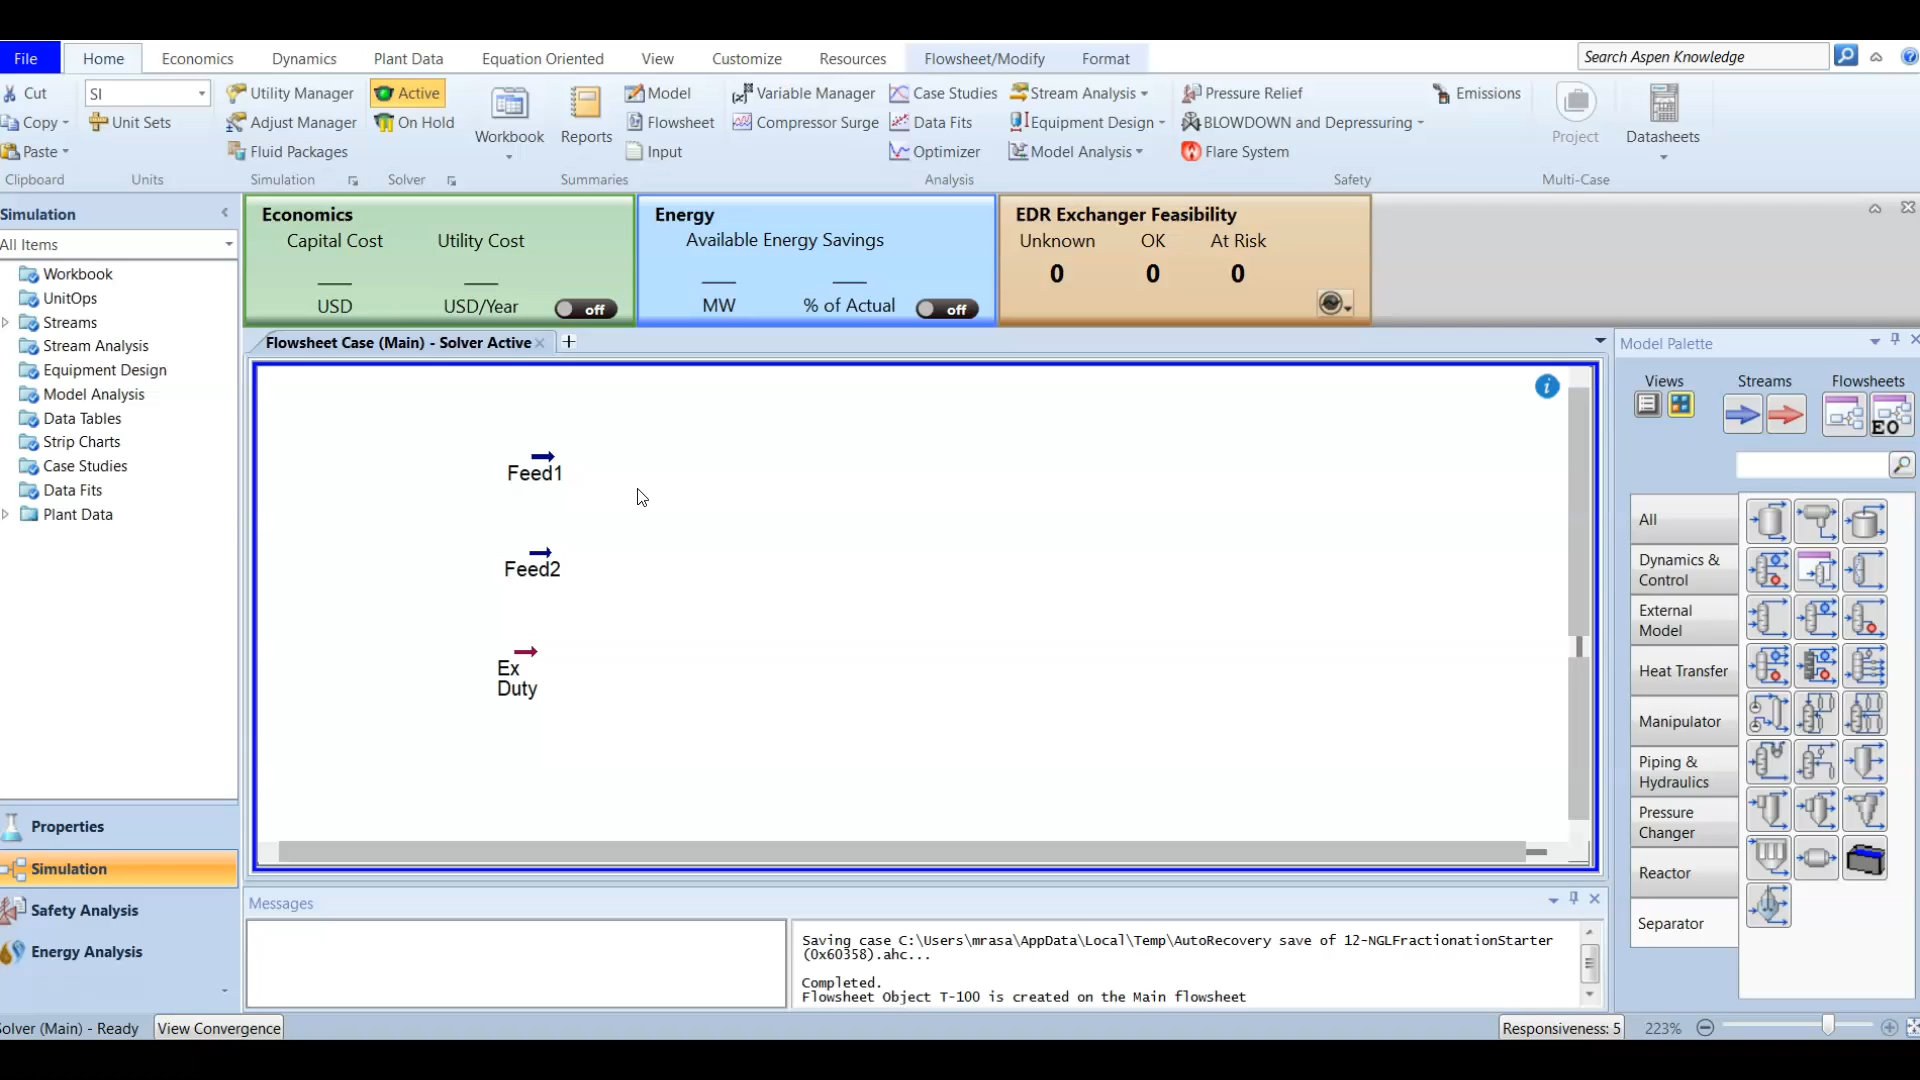 File Home Economics Dynamics Plant Data Equation Oriented View Customize Resources Flowsheet/Modify Format Search Aspen Knowledge
Cut SI Utility Manager Active Model Variable Manager Case Studies Stream Analysis Pressure Relief Emissions
Copy Unit Sets Adjust Manager On Hold Workbook Reports Flowsheet Compressor Surge Data Fits Equipment Design BLOWDOWN and Depressuring Project Datasheets
Paste Fluid Packages Input Optimizer Model Analysis Flare System
Clipboard Units Simulation Solver Summaries Analysis Safety Multi-Case
Simulation
All Items
Workbook
UnitOps
Streams
Stream Analysis
Equipment Design
Model Analysis
Data Tables
Strip Charts
Case Studies
Data Fits
Plant Data
Properties
Simulation
Safety Analysis
Energy Analysis
Economics
Capital Cost Utility Cost
USD USD/Year off
Energy
Available Energy Savings
MW % of Actual off
EDR Exchanger Feasibility
Unknown OK At Risk
0 0 0
Flowsheet Case (Main) - Solver Active
Feed1
Feed2
Ex
Duty
Model Palette
Views Streams Flowsheets
EO
All
Dynamics &
Control
External
Model
Heat Transfer
Manipulator
Piping &
Hydraulics
Pressure
Changer
Reactor
Separator
Messages
Saving case C:\Users\mrasa\AppData\Local\Temp\AutoRecovery save of 12-NGLFractionationStarter
(0x60358).ahc...
Completed.
Flowsheet Object T-100 is created on the Main flowsheet
Solver (Main) - Ready View Convergence Responsiveness: 5 223%